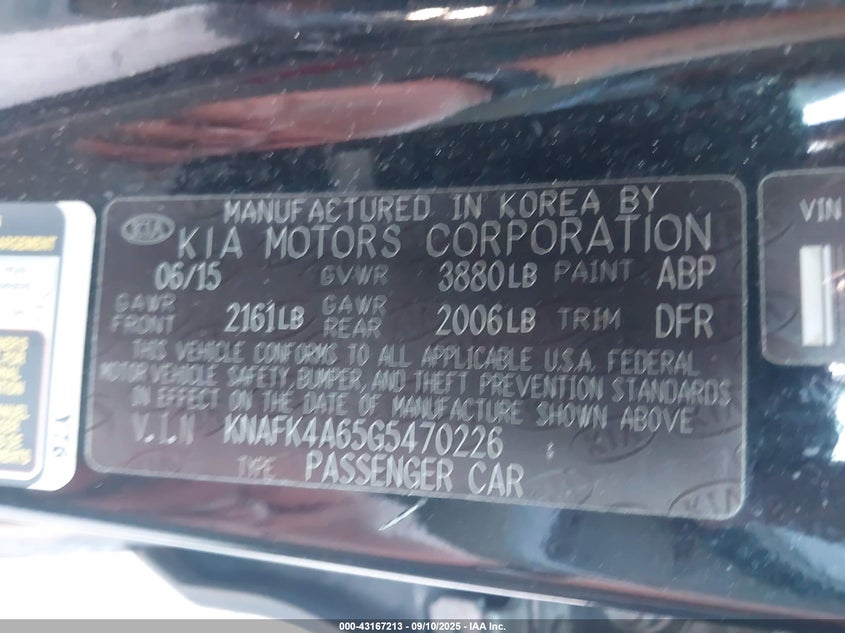 MANUFACTURED IN KOREA BY
KIA
KIA MOTORS CORPORATION
06/15 GVWR 3880LB PAINT ABP
GAWR FRONT 2161LB GAWR REAR 2006LB TRIM DFR
THIS VEHICLE CONFORMS TO ALL APPLICABLE U.S.A. FEDERAL
MOTOR VEHICLE SAFETY, BUMPER, AND THEFT PREVENTION STANDARDS
IN EFFECT ON THE DATE OF MANUFACTURE SHOWN ABOVE
V.I.N KNAFK4A65G5470226
TYPE PASSENGER CAR
VIN
000-43167213 - 09/10/2025 - IAA Inc.